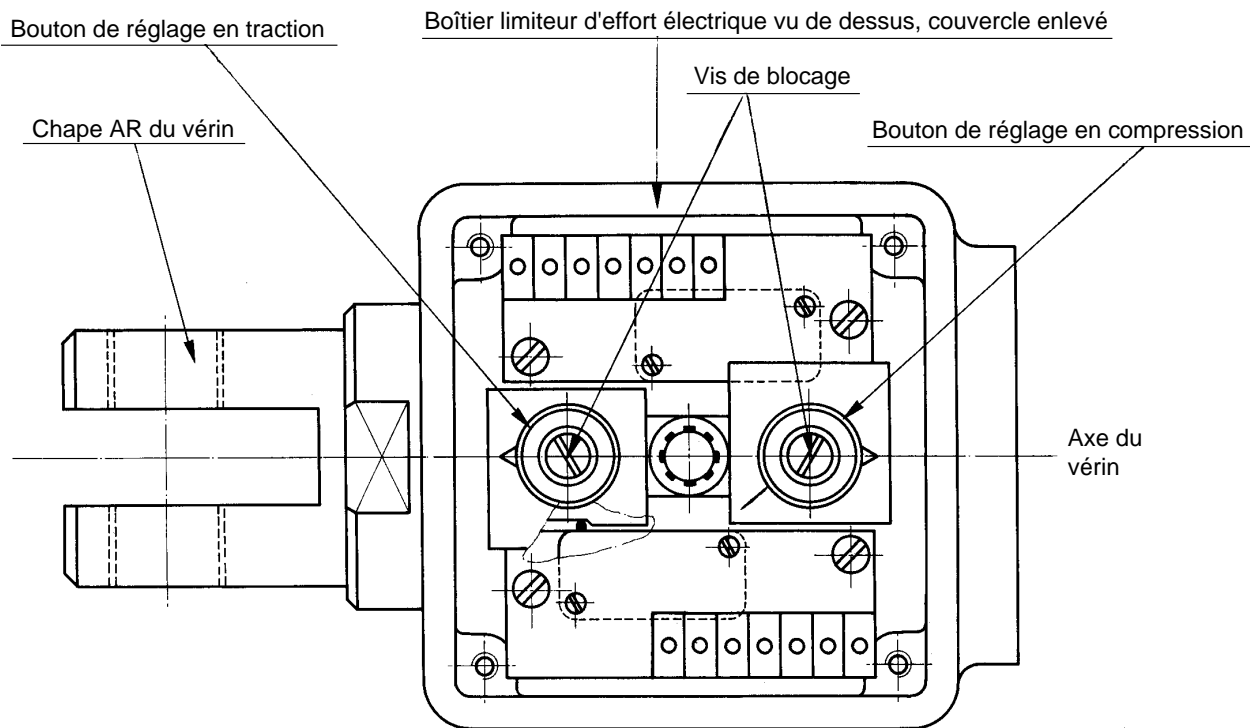 Boîtier limiteur d'effort électrique vu de dessus, couvercle enlevé
Bouton de réglage en traction
Vis de blocage
Chape AR du vérin
Bouton de réglage en compression
Axe du
vérin